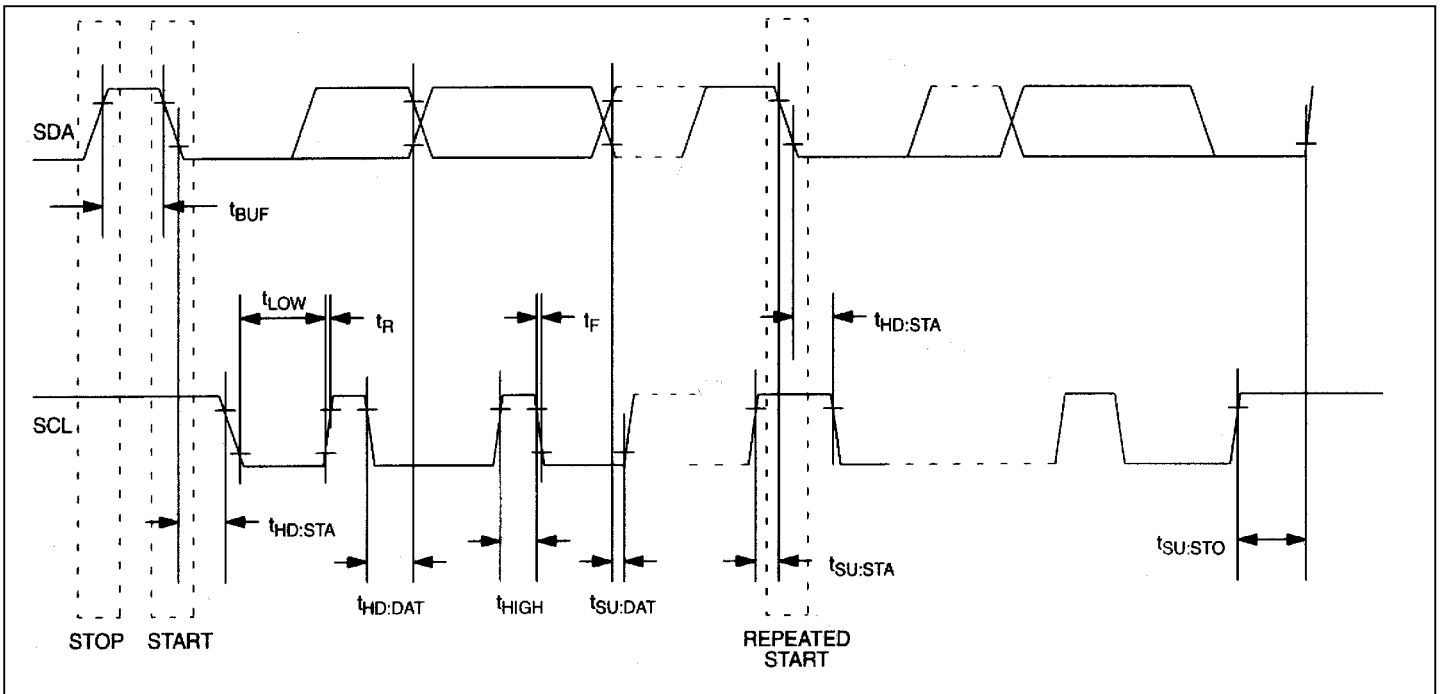 SDA
tBUF
tLOW
tR
tF
tHD:STA
SCL
tHD:STA
tSU:STA
tSU:STO
tHD:DAT
tHIGH
tSU:DAT
STOP
START
REPEATED
START